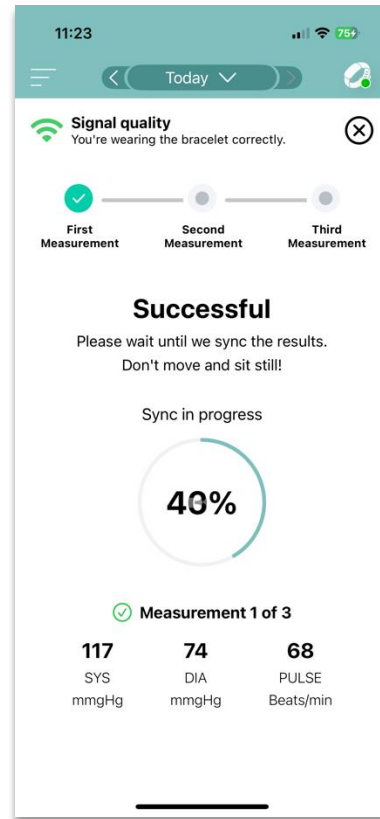 11:23
75
Today
Signal quality
You're wearing the bracelet correctly.
First Measurement
Second Measurement
Third Measurement
Successful
Please wait until we sync the results.
Don't move and sit still!
Sync in progress
40%
Measurement 1 of 3
117 74 68
SYS DIA PULSE
mmgHg mmgHg Beats/min